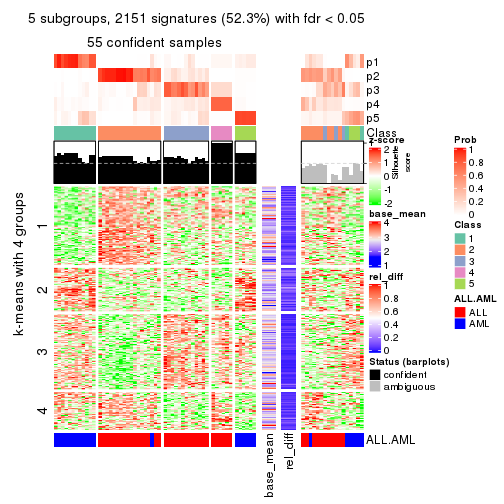 5 subgroups, 2151 signatures (52.3%) with fdr < 0.05
55 confident samples
p1
p2
p3
p4
p5
Class
k-means with 4 groups
1
2
3
4
z-score
2
1
0
-1
-2
Silhouette
score
1
base_mean
4
3
2
1
rel_diff
1
0.8
0.6
0.4
0.2
0
Status (barplots)
confident
ambiguous
Prob
1
0.8
0.6
0.4
0.2
0
Class
1
2
3
4
5
ALL.AML
ALL
AML
ALL.AML
base_mean
rel_diff